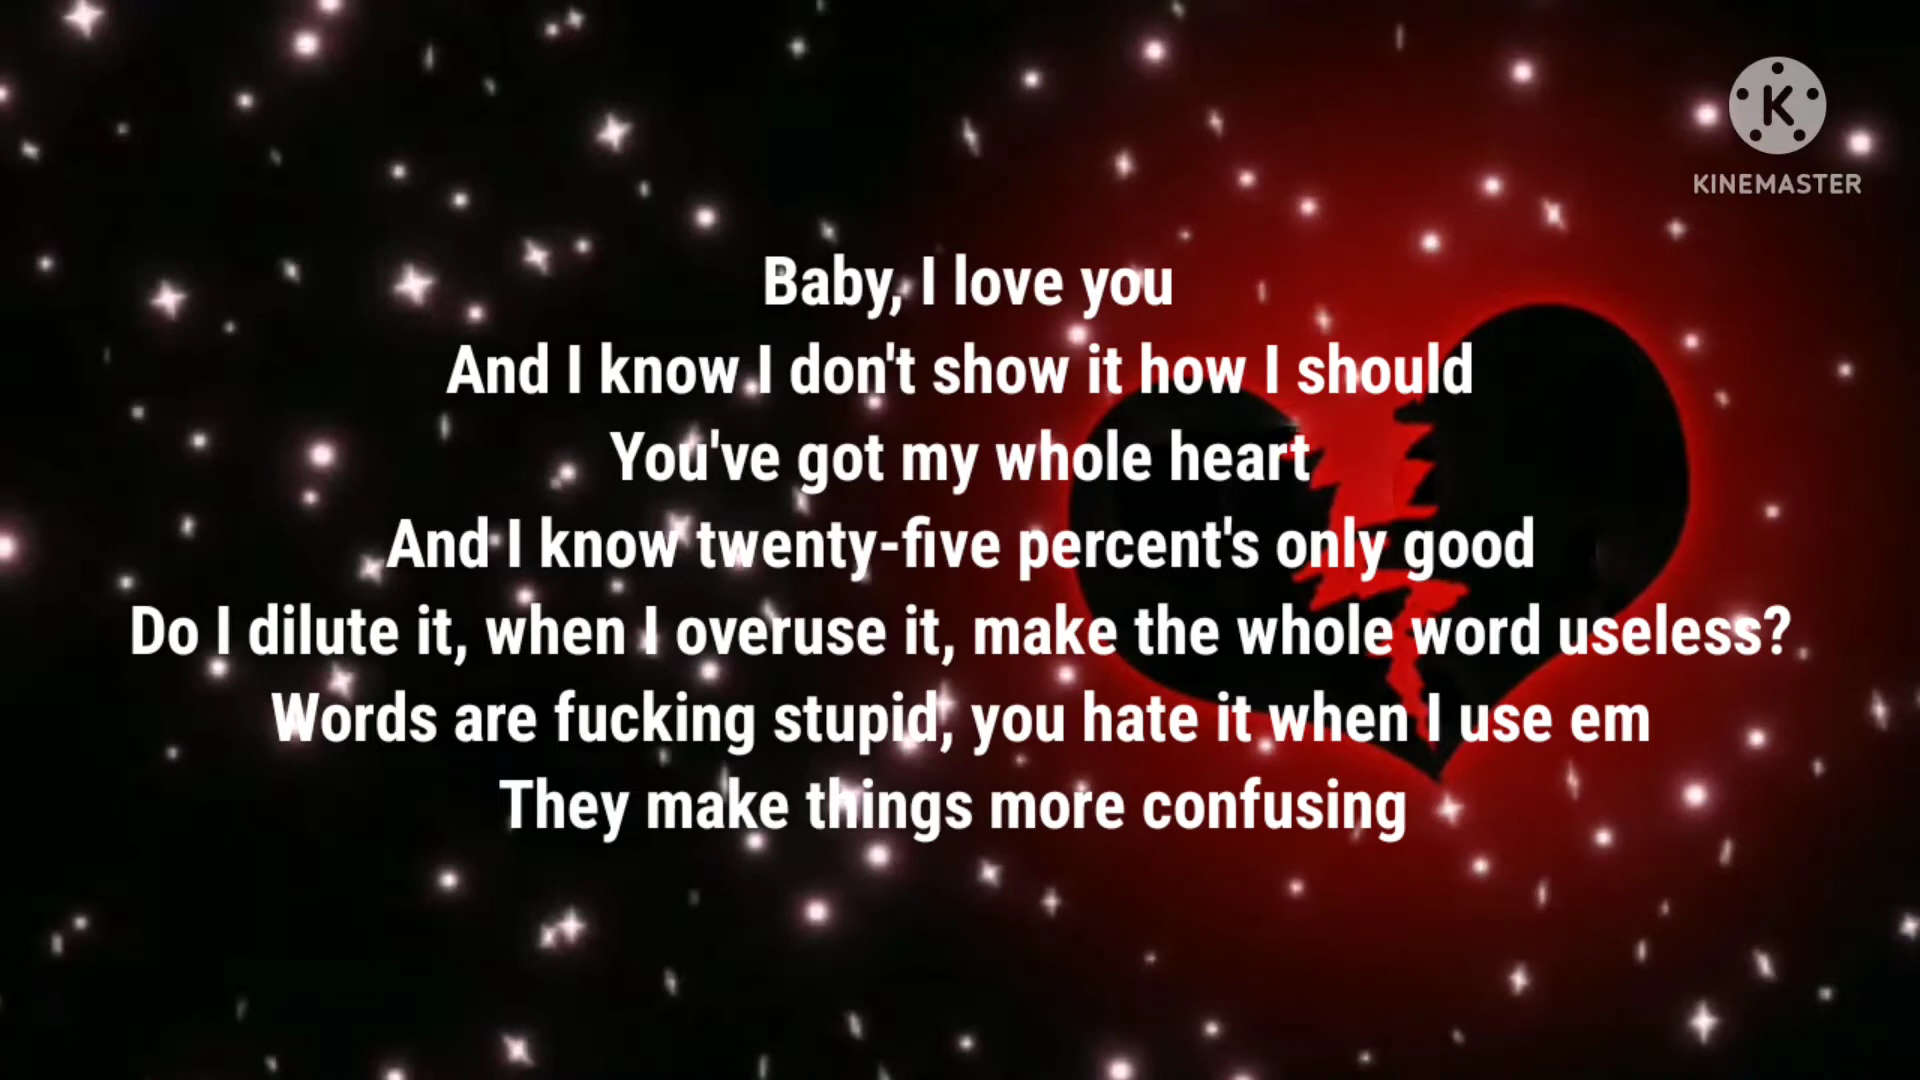 K
KINEMASTER
Baby, I love you
And I know I don't show it how I should
You've got my whole heart
And I know twenty-five percent's only good
Do I dilute it, when I overuse it, make the whole word useless?
Words are fucking stupid, you hate it when I use em
They make things more confusing